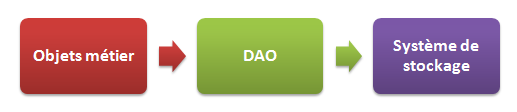 Objets métier
DAO
Système de
stockage